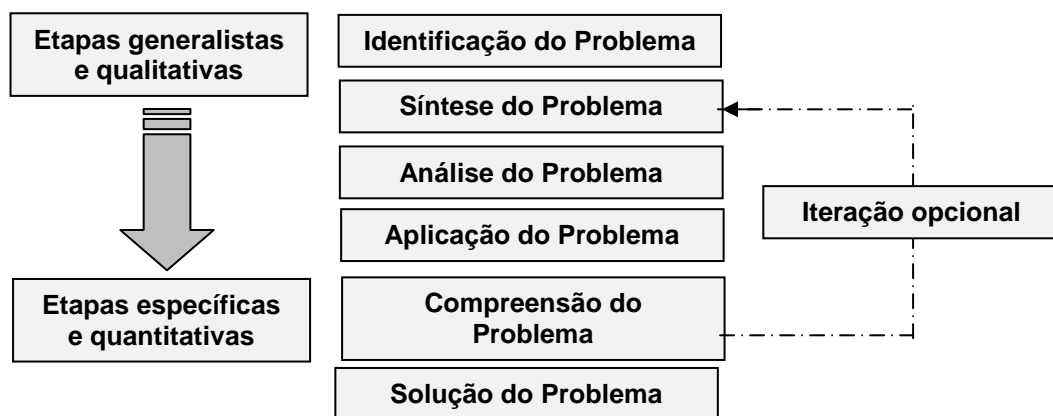 Etapas generalistas
e qualitativas
Identificação do Problema
Síntese do Problema
Análise do Problema
Aplicação do Problema
Iteração opcional
Etapas específicas
e quantitativas
Compreensão do
Problema
Solução do Problema